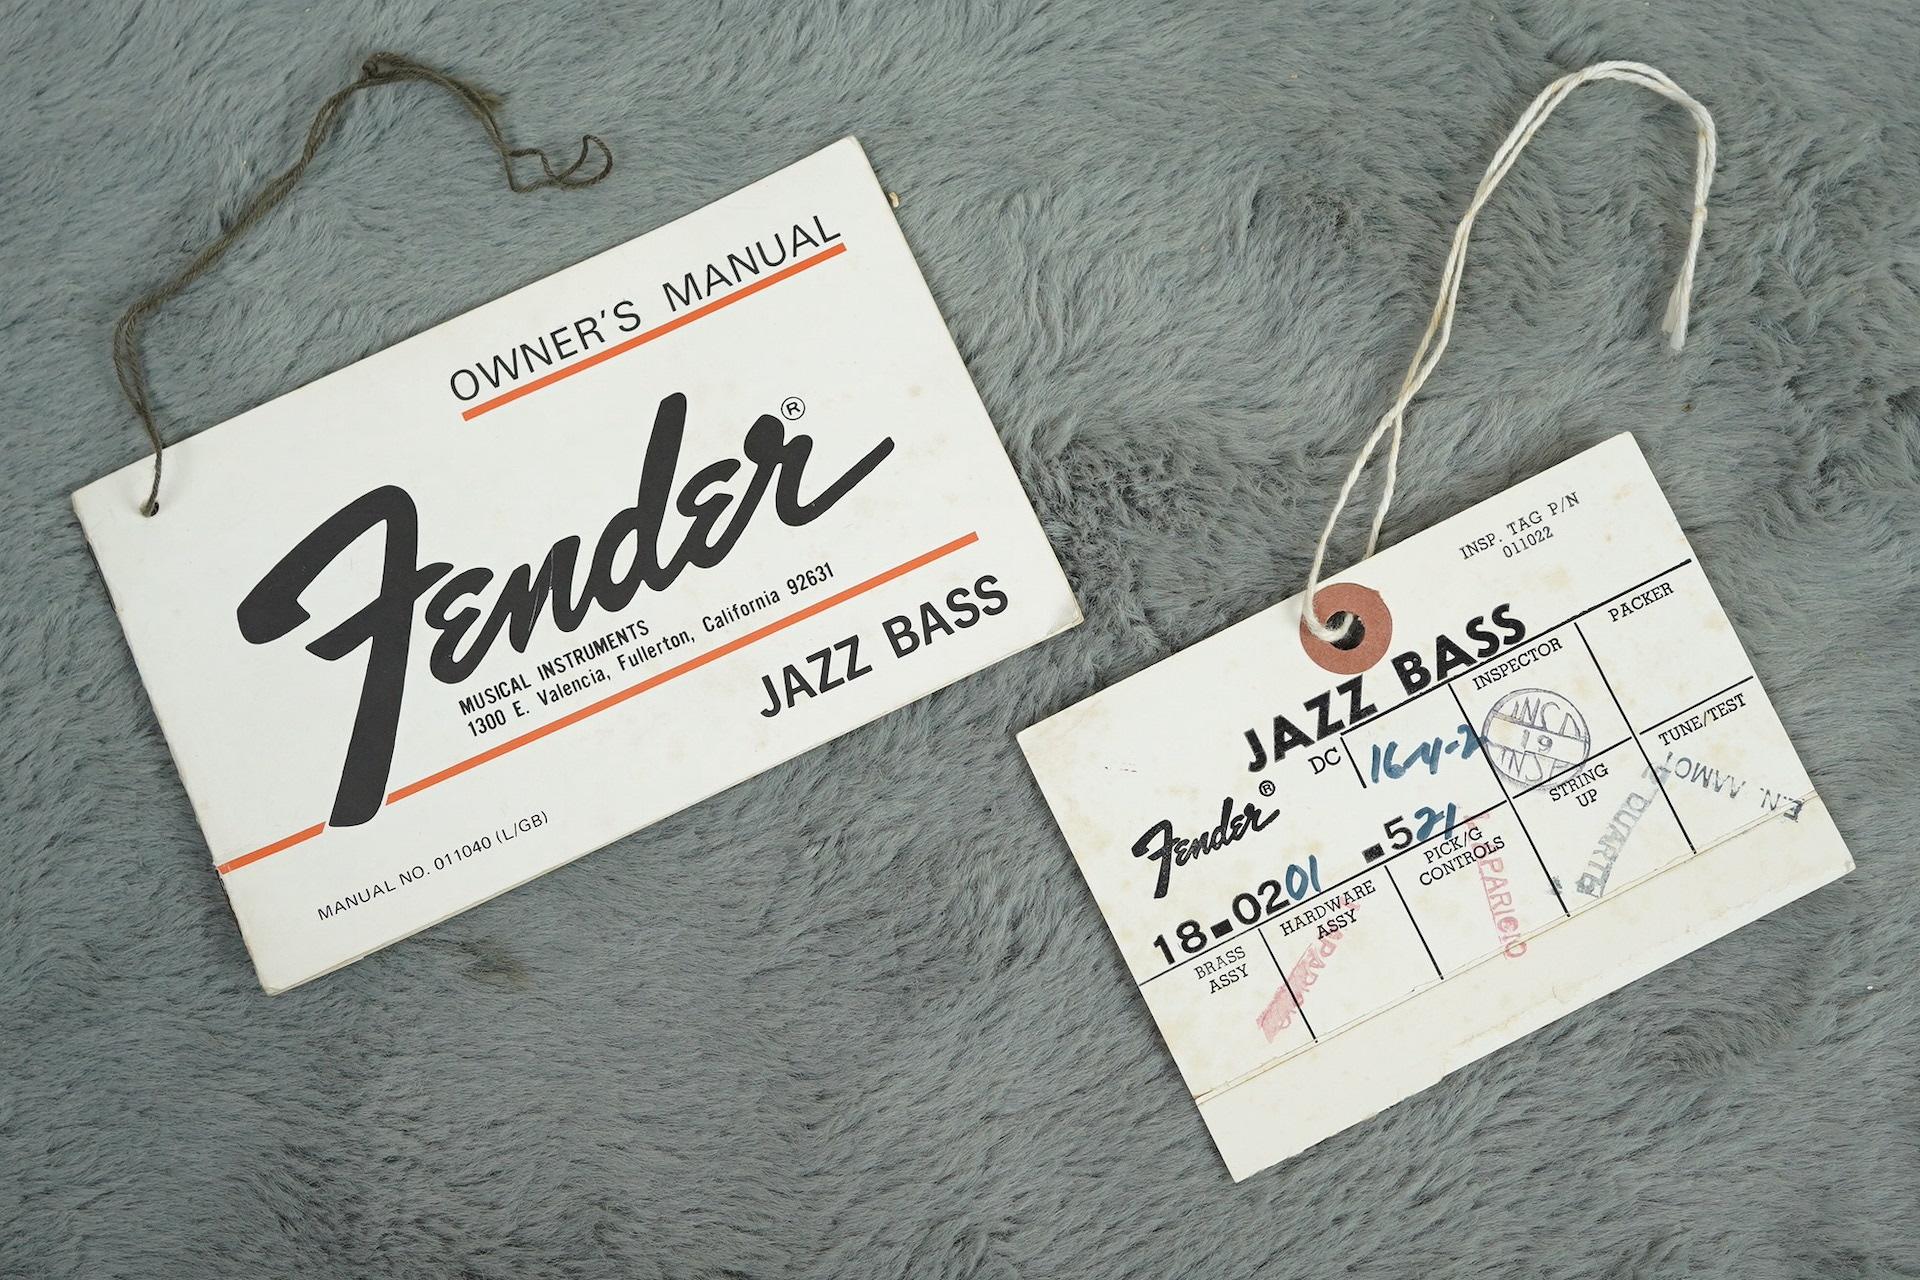 OWNER'S MANUAL
Fender®
MUSICAL INSTRUMENTS
1300 E. Valencia, Fullerton, California 92631
JAZZ BASS
MANUAL NO. 011040 (L/GB)
INSP. TAG P/N
011022
JAZZ BASS
Fender®
DC
18-0201
.521
INSPECTOR
19
PACKER
BRASS
ASSY
HARDWARE
ASSY
PICK/G
CONTROLS
APARICIO
STRING
UP
TUNE/TEST